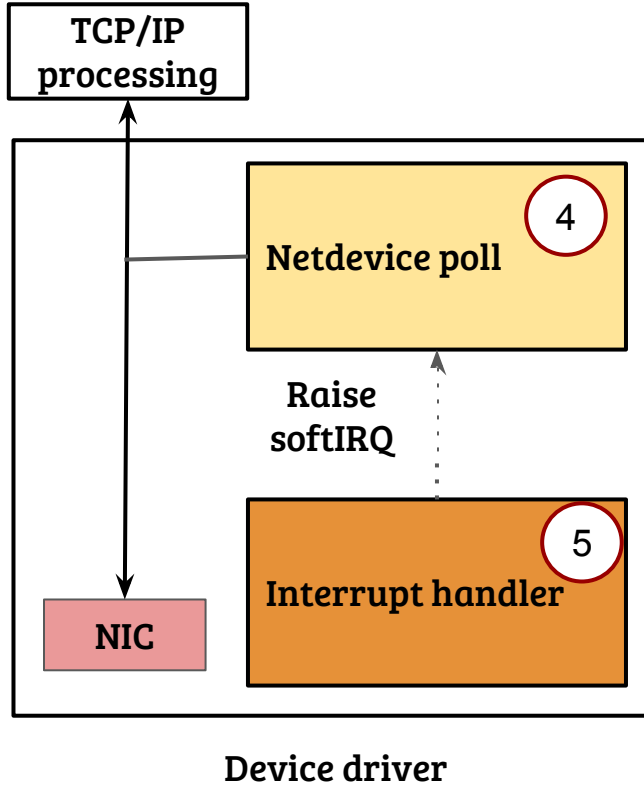 TCP/IP
processing
4
Netdevice poll
Raise
softIRQ
5
Interrupt handler
NIC
Device driver